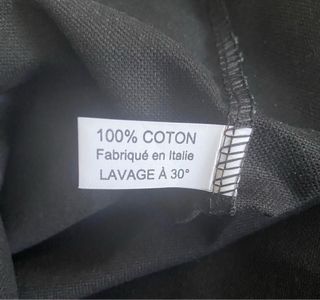 100% COTON
Fabriqué en Italie
LAVAGE À 30°